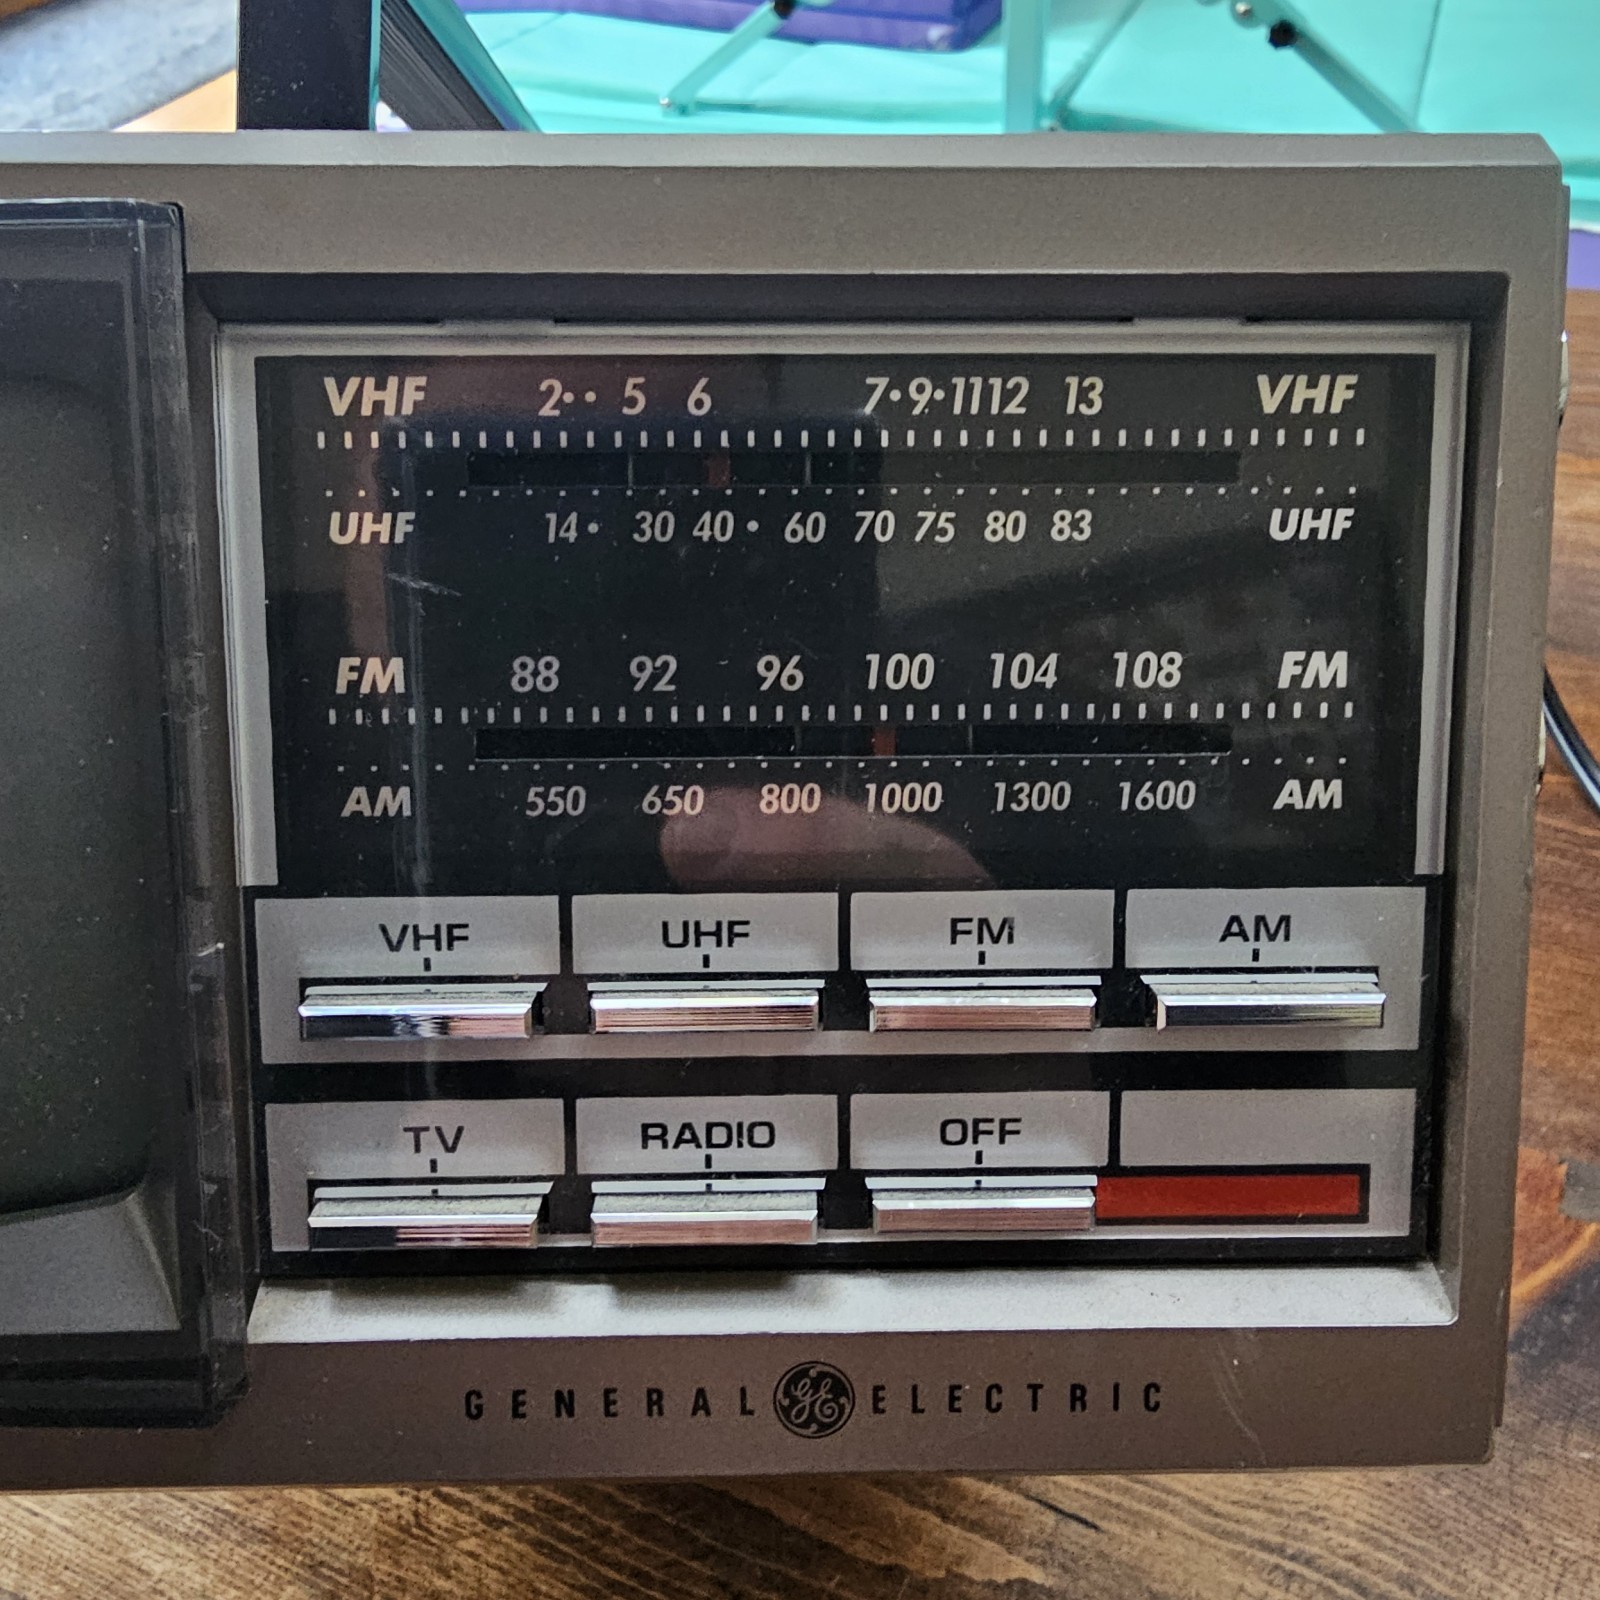 VHF 2·· 5 6 7·9·1112 13 VHF
UHF 14· 30 40· 60 70 75 80 83 UHF
FM 88 92 96 100 104 108 FM
AM 550 650 800 1000 1300 1600 AM
VHF UHF FM AM
TV RADIO OFF
GENERAL GE ELECTRIC